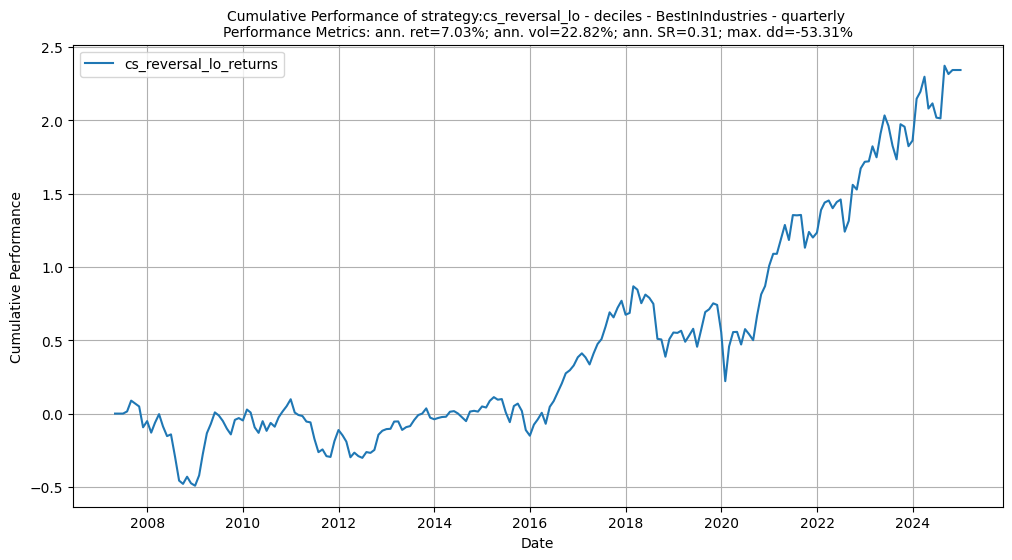 Cumulative Performance of strategy:cs_reversal_lo - deciles - BestInIndustries - quarterly
Performance Metrics: ann. ret=7.03%; ann. vol=22.82%; ann. SR=0.31; max. dd=-53.31%
cs_reversal_lo_returns
Cumulative Performance
2.5
2.0
1.5
1.0
0.5
0.0
−0.5
2008 2010 2012 2014 2016 2018 2020 2022 2024
Date